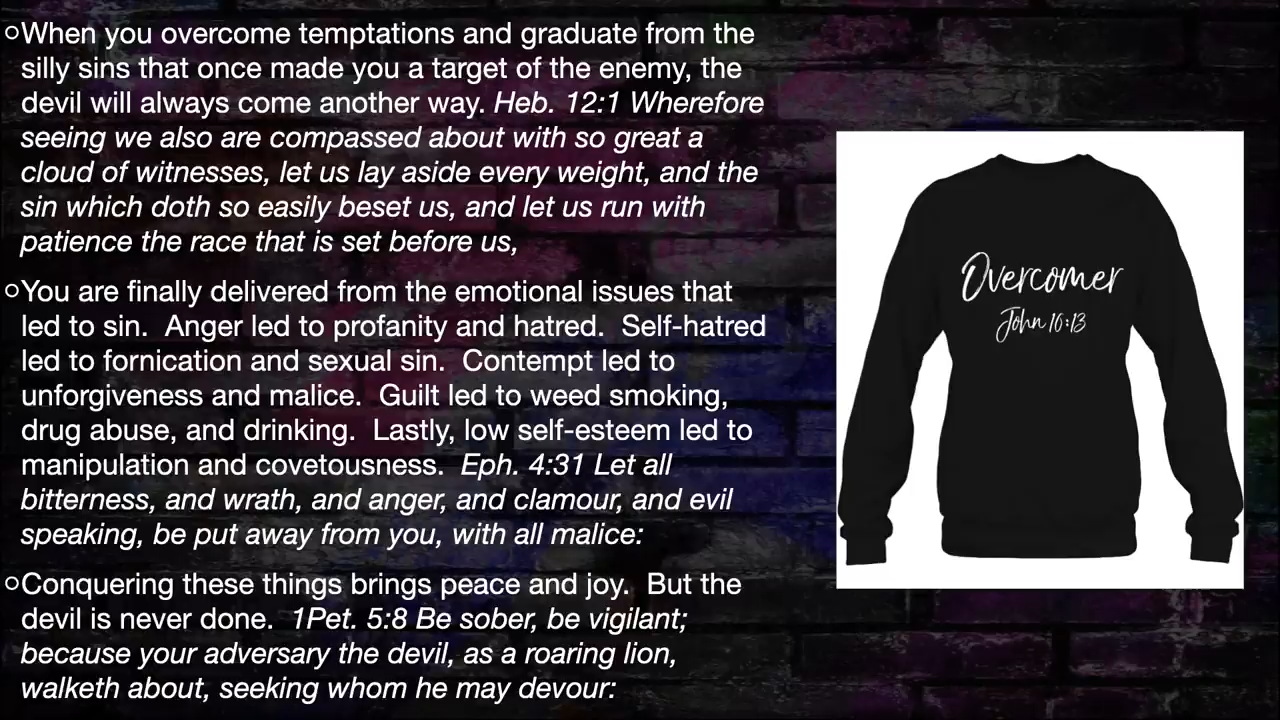 ○When you overcome temptations and graduate from the
silly sins that once made you a target of the enemy, the
devil will always come another way. Heb. 12:1 Wherefore
seeing we also are compassed about with so great a
cloud of witnesses, let us lay aside every weight, and the
sin which doth so easily beset us, and let us run with
patience the race that is set before us,
○You are finally delivered from the emotional issues that
led to sin.  Anger led to profanity and hatred.  Self-hatred
led to fornication and sexual sin.  Contempt led to
unforgiveness and malice.  Guilt led to weed smoking,
drug abuse, and drinking.  Lastly, low self-esteem led to
manipulation and covetousness.  Eph. 4:31 Let all
bitterness, and wrath, and anger, and clamour, and evil
speaking, be put away from you, with all malice:
○Conquering these things brings peace and joy.  But the
devil is never done.  1Pet. 5:8 Be sober, be vigilant;
because your adversary the devil, as a roaring lion,
walketh about, seeking whom he may devour:
Overcomer
John 16:13